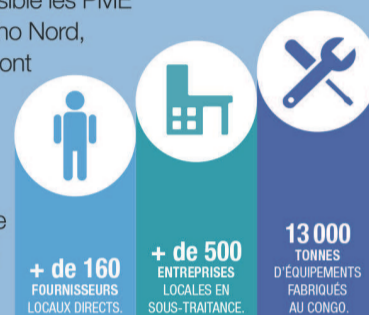 sible les PME
no Nord,
ont
e
+ de 160
FOURNISSEURS
LOCAUX DIRECTS.
+ de 500
ENTREPRISES
LOCALES EN
SOUS-TRAITANCE.
13 000
TONNES
D'ÉQUIPEMENTS
FABRIQUÉS
AU CONGO.